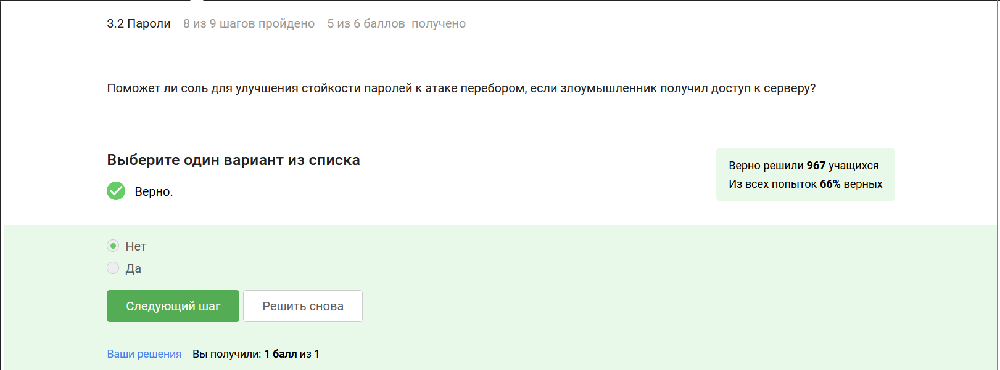 3.2 Пароли 8 из 9 шагов пройдено 5 из 6 баллов получено
Поможет ли соль для улучшения стойкости паролей к атаке перебором, если злоумышленник получил доступ к серверу?
Выберите один вариант из списка
Верно.
Верно решили 967 учащихся
Из всех попыток 66% верных
Нет
Да
Следующий шаг Решить снова
Ваши решения Вы получили: 1 балл из 1